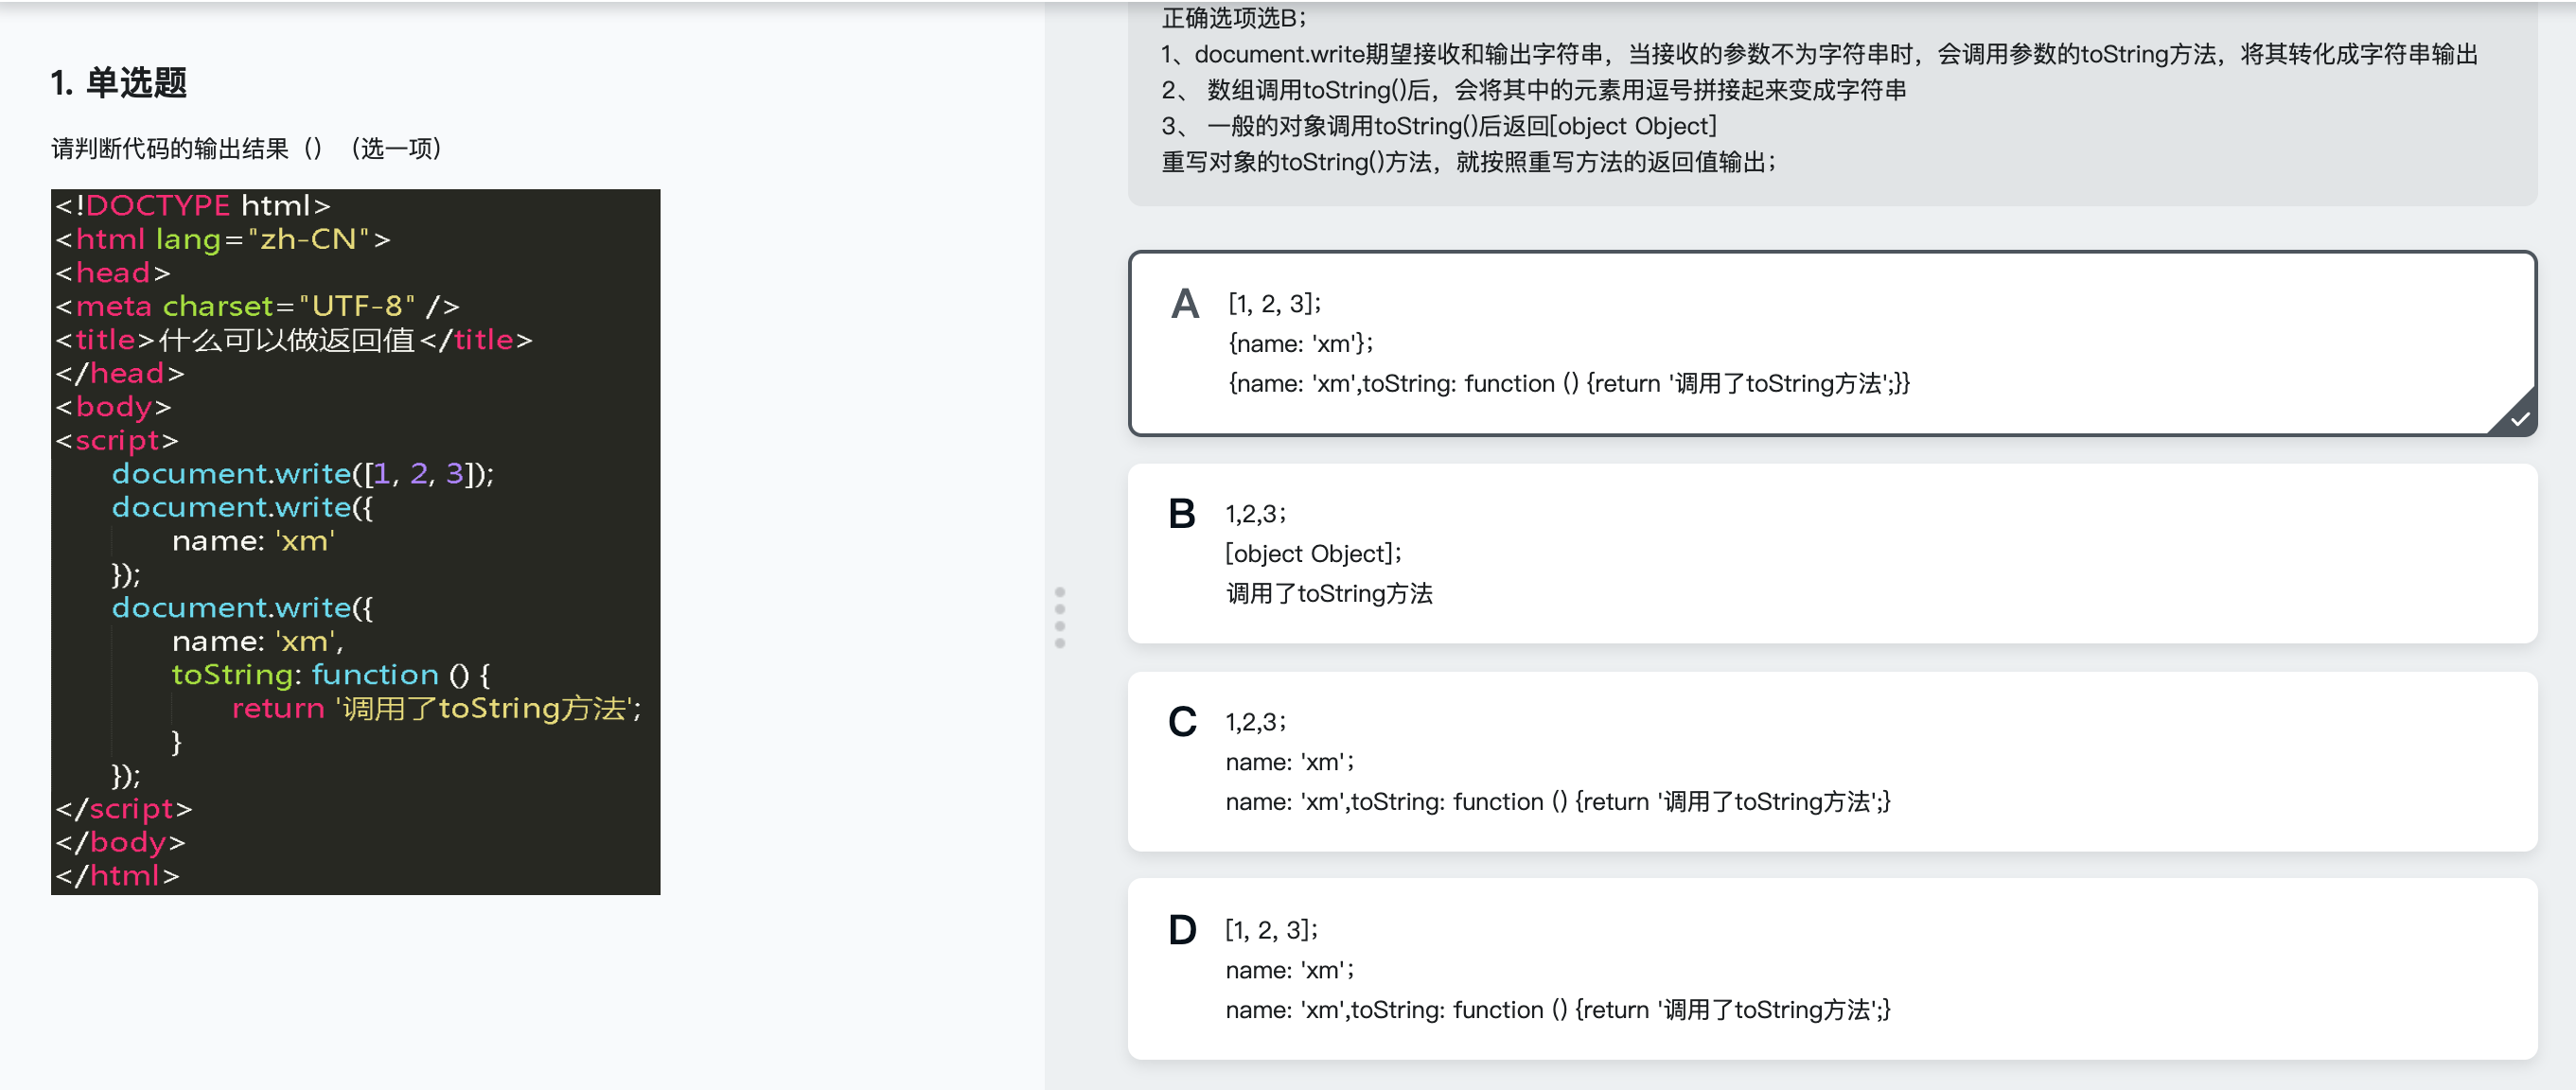 1. 单选题
请判断代码的输出结果（）（选一项）
<!DOCTYPE html>
<html lang="zh-CN">
<head>
<meta charset="UTF-8" />
<title>什么可以做返回值</title>
</head>
<body>
<script>
document.write([1, 2, 3]);
document.write({
name: 'xm'
});
document.write({
name: 'xm',
toString: function () {
return '调用了toString方法';
}
});
</script>
</body>
</html>
正确选项选B；
1、document.write期望接收和输出字符串，当接收的参数不为字符串时，会调用参数的toString方法，将其转化成字符串输出
2、 数组调用toString()后，会将其中的元素用逗号拼接起来变成字符串
3、 一般的对象调用toString()后返回[object Object]
重写对象的toString()方法，就按照重写方法的返回值输出；
A [1, 2, 3];
{name: 'xm'};
{name: 'xm',toString: function () {return '调用了toString方法';}}
B 1,2,3;
[object Object];
调用了toString方法
C 1,2,3;
name: 'xm';
name: 'xm',toString: function () {return '调用了toString方法';}
D [1, 2, 3];
name: 'xm';
name: 'xm',toString: function () {return '调用了toString方法';}